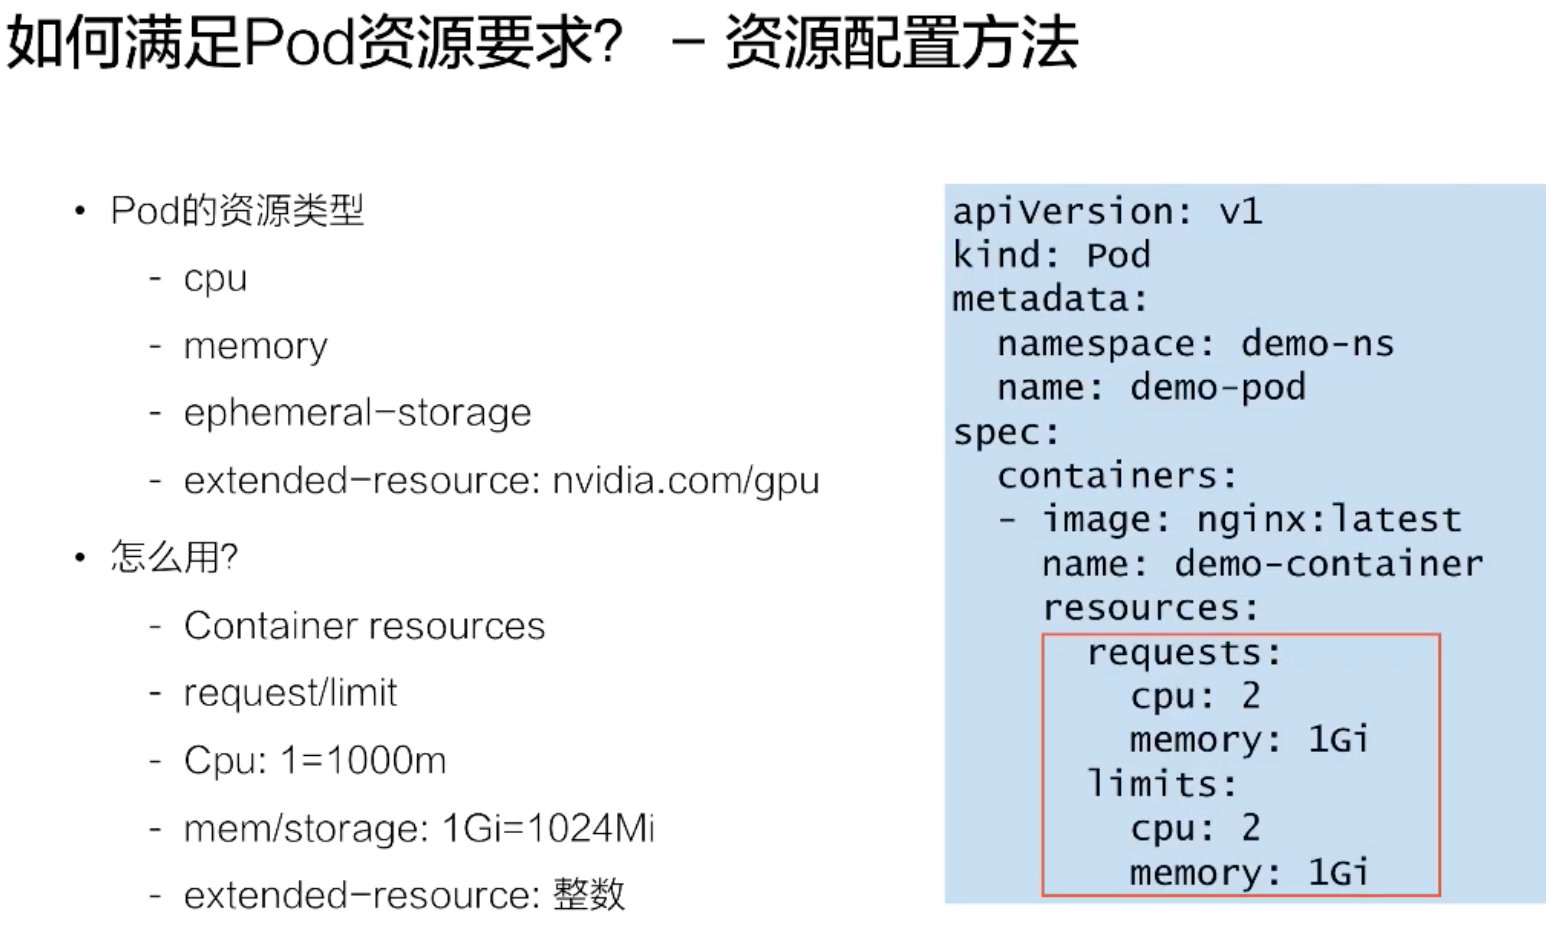 如何满足Pod资源要求? – 资源配置方法
• Pod的资源类型
- cpu
- memory
- ephemeral-storage
- extended-resource: nvidia.com/gpu
• 怎么用?
- Container resources
- request/limit
- Cpu: 1=1000m
- mem/storage: 1Gi=1024Mi
- extended-resource: 整数
apiVersion: v1
kind: Pod
metadata:
  namespace: demo-ns
  name: demo-pod
spec:
  containers:
  - image: nginx:latest
    name: demo-container
    resources:
      requests:
        cpu: 2
        memory: 1Gi
      limits:
        cpu: 2
        memory: 1Gi